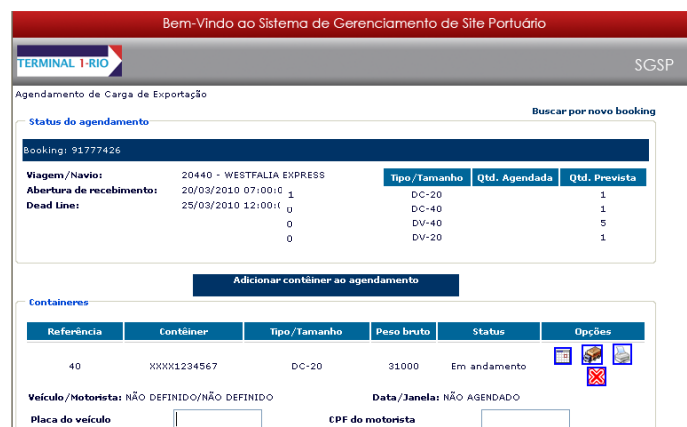 Bem-Vindo ao Sistema de Gerenciamento de Site Portuário
TERMINAL 1-RIO
SGSP
Agendamento de Carga de Exportação
Buscar por novo booking
Status do agendamento
Booking: 91777426
Viagem/Navio: 20440 - WESTFALIA EXPRESS
Abertura de recebimento: 20/03/2010 07:00:0
Dead Line: 25/03/2010 12:00:0
Tipo/Tamanho Qtd. Agendada Qtd. Prevista
1 DC-20 1
0 DC-40 1
0 DV-40 5
0 DV-20 1
Adicionar contêiner ao agendamento
Containeres
Referência Contêiner Tipo/Tamanho Peso bruto Status Opções
40 XXXX1234567 DC-20 31000 Em andamento
Veículo/Motorista: NÃO DEFINIDO/NÃO DEFINIDO Data/Janela: NÃO AGENDADO
Placa do veículo CPF do motorista